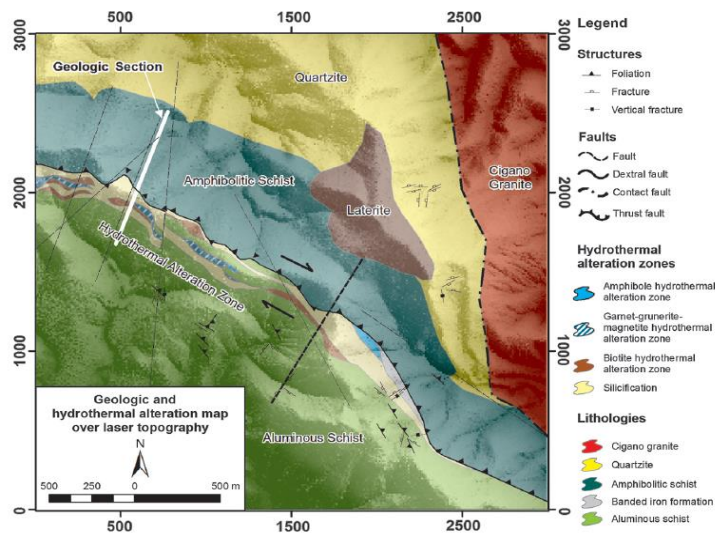 500
1500
2500
3000
3000
Geologic Section
Quartzite
Amphibolitic Schist
Cigano
Granite
2000
2000
Laterite
Hydrothermal Alteration Zone
1000
1000
Aluminous Schist
Geologic and
hydrothermal alteration map
over laser topography
N
500
250
0
500 m
0
0
500
1500
2500
Legend
Structures
Foliation
Fracture
Vertical fracture
Faults
Fault
Dextral fault
Contact fault
Thrust fault
Hydrothermal
alteration zones
Amphibole hydrothermal
alteration zone
Garnet-grunerite-
magnetite hydrothermal
alteration zone
Biotite hydrothermal
alteration zone
Silicification
Lithologies
Cigano granite
Quartzite
Amphibolitic schist
Banded iron formation
Aluminous schist